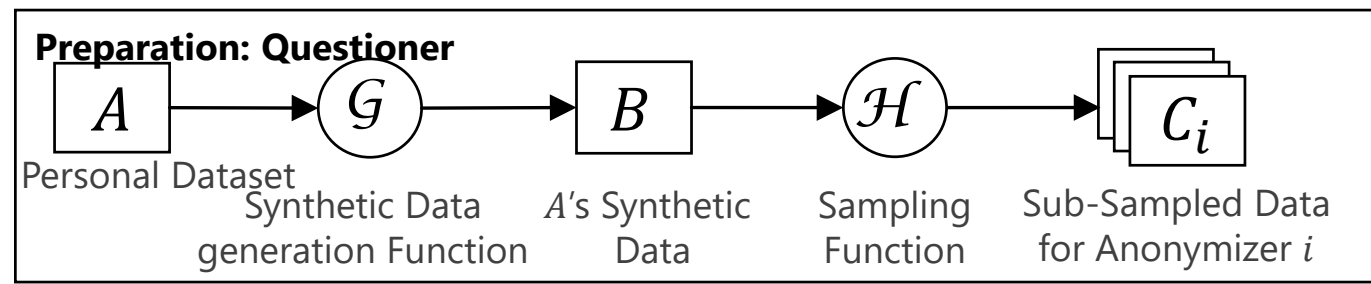 Preparation: Questioner
A
𝒢
B
ℋ
C_i
Personal Dataset
Synthetic Data
generation Function
A's Synthetic
Data
Sampling
Function
Sub-Sampled Data
for Anonymizer i